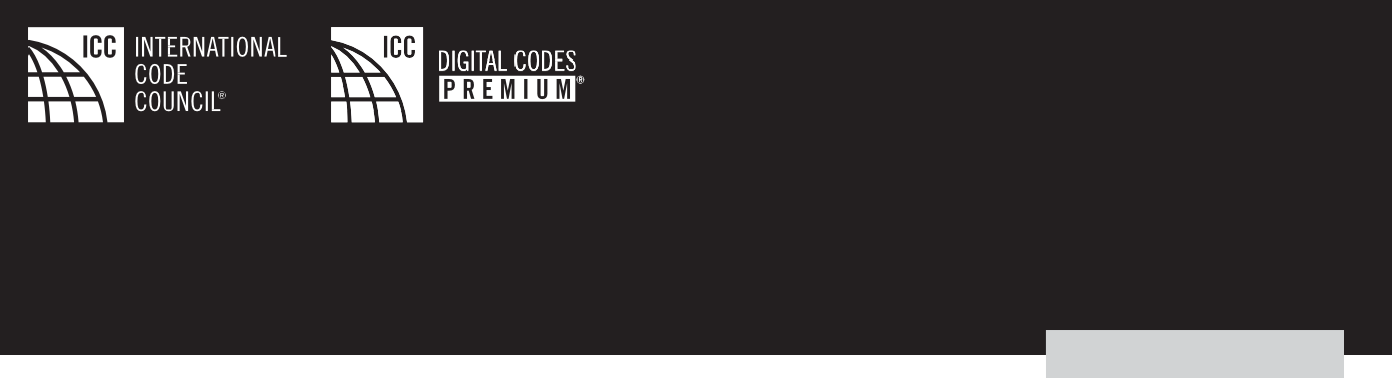 ICC
INTERNATIONAL
CODE
COUNCIL®
ICC
DIGITAL CODES
PREMIUM®